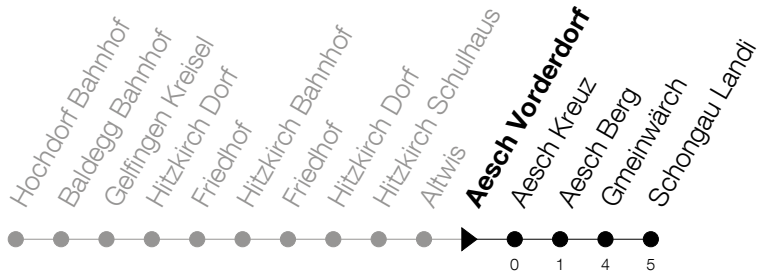 Hochdorf Bahnhof
Baldegg Bahnhof
Gelfingen Kreisel
Hitzkirch Dorf
Friedhof
Hitzkirch Bahnhof
Friedhof
Hitzkirch Dorf
Hitzkirch Schulhaus
Altwis
Aesch Vorderdorf
Aesch Kreuz
Aesch Berg
Gmeinwärch
Schongau Landi
0 1 4 5